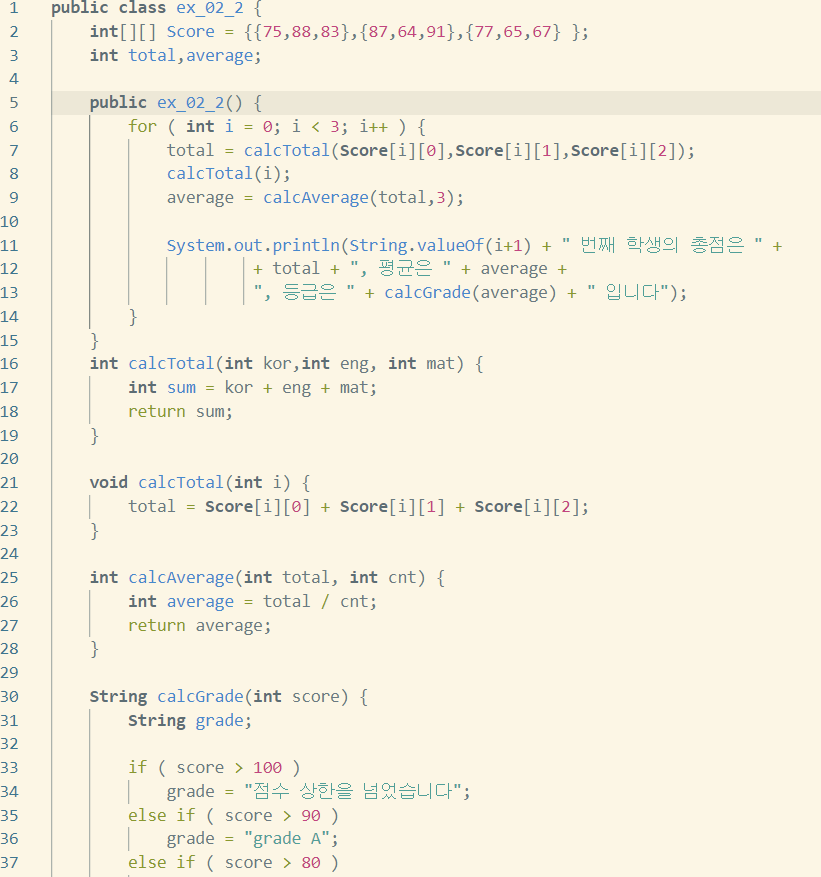 1 public class ex_02_2 {
2 int[][] Score = {{75,88,83},{87,64,91},{77,65,67} };
3 int total,average;
4
5 public ex_02_2() {
6 for ( int i = 0; i < 3; i++ ) {
7 total = calcTotal(Score[i][0],Score[i][1],Score[i][2]);
8 calcTotal(i);
9 average = calcAverage(total,3);
10
11 System.out.println(String.valueOf(i+1) + " 번째 학생의 총점은 " +
12 + total + ", 평균은 " + average +
13 ", 등급은 " + calcGrade(average) + " 입니다");
14 }
15 }
16 int calcTotal(int kor,int eng, int mat) {
17 int sum = kor + eng + mat;
18 return sum;
19 }
20
21 void calcTotal(int i) {
22 total = Score[i][0] + Score[i][1] + Score[i][2];
23 }
24
25 int calcAverage(int total, int cnt) {
26 int average = total / cnt;
27 return average;
28 }
29
30 String calcGrade(int score) {
31 String grade;
32
33 if ( score > 100 )
34 grade = "점수 상한을 넘었습니다";
35 else if ( score > 90 )
36 grade = "grade A";
37 else if ( score > 80 )